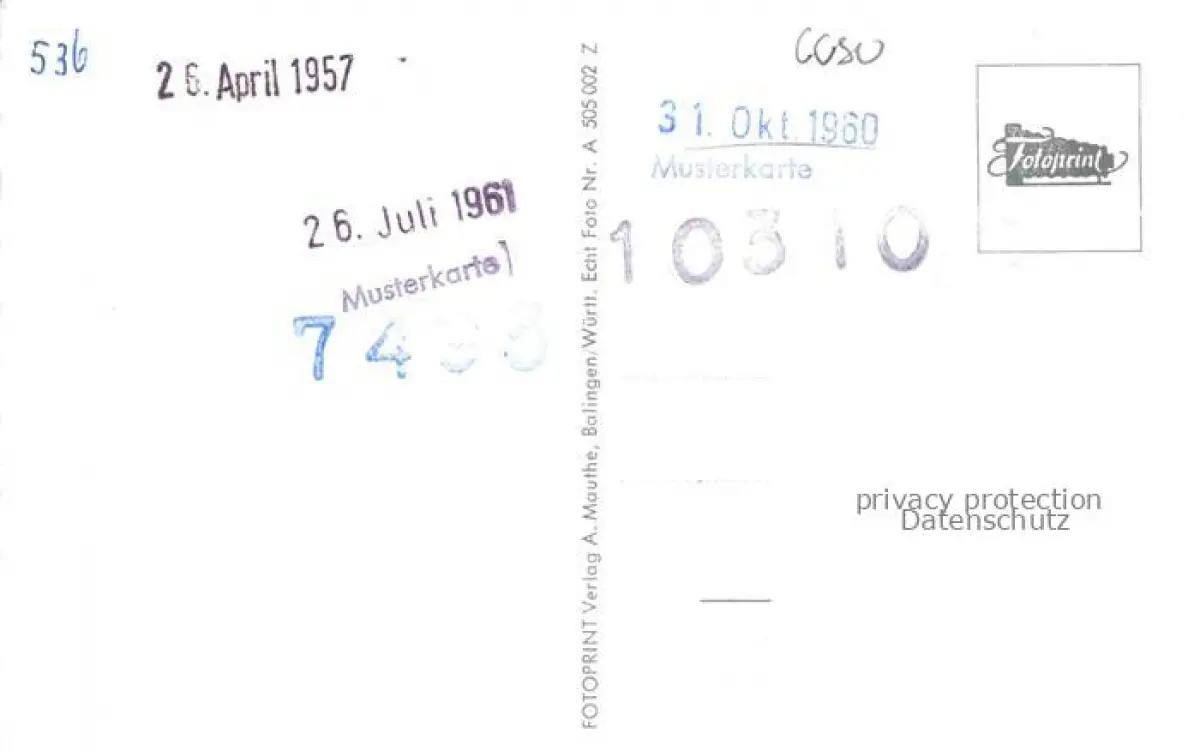 536
26. April 1957
26. Juli 1961
Musterkarte
FOTOPRINT Verlag A. Mauthe, Balingen/Württ. Echt Foto Nr. A 505 002 Z
31. Okt. 1960
Musterkarte
10310
Fotoprint
privacy protection
Datenschutz